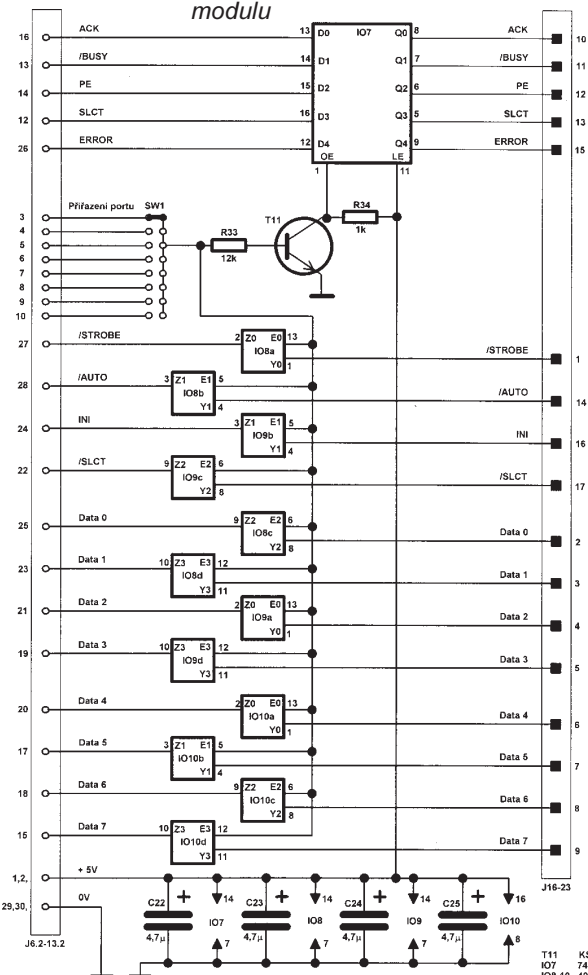 modulu
16 ACK 13 D0 IO7 Q0 8 ACK 10
13 /BUSY 14 D1 Q1 7 /BUSY 11
14 PE 15 D2 Q2 6 PE 12
12 SLCT 16 D3 Q3 5 SLCT 13
26 ERROR 12 D4 Q4 9 ERROR 15
OE LE
1 11
Přiřazeni portu SW1
3
4
5
6
7
8
9
10
R33
12k
T11
R34
1k
27 /STROBE 2 Z0 E0 13
IO8a
Y0 1 /STROBE 1
28 /AUTO 3 Z1 E1 5
IO8b
Y1 4 /AUTO 14
24 INI 3 Z1 E1 5
IO9b
Y1 4 INI 16
22 /SLCT 9 Z2 E2 6
IO9c
Y2 8 /SLCT 17
25 Data 0 9 Z2 E2 6
IO8c
Y2 8 Data 0 2
23 Data 1 10 Z3 E3 12
IO8d
Y3 11 Data 1 3
21 Data 2 2 Z0 E0 13
IO9a
Y0 1 Data 2 4
19 Data 3 10 Z3 E3 12
IO9d
Y3 11 Data 3 5
20 Data 4 2 Z0 E0 13
IO10a
Y0 1 Data 4 6
17 Data 5 3 Z1 E1 5
IO10b
Y1 4 Data 5 7
18 Data 6 9 Z2 E2 6
IO10c
Y2 8 Data 6 8
15 Data 7 10 Z3 E3 12
IO10d
Y3 11 Data 7 9
1,2, + 5V
J16-23
29,30, 0V
C22 + 14 C23 + 14 C24 + 14 C25 + 16
IO7 IO8 IO9 IO10
4,7µ 7 4,7µ 7 4,7µ 7 4,7µ 8
J6.2-13.2
T11 KS
IO7 74